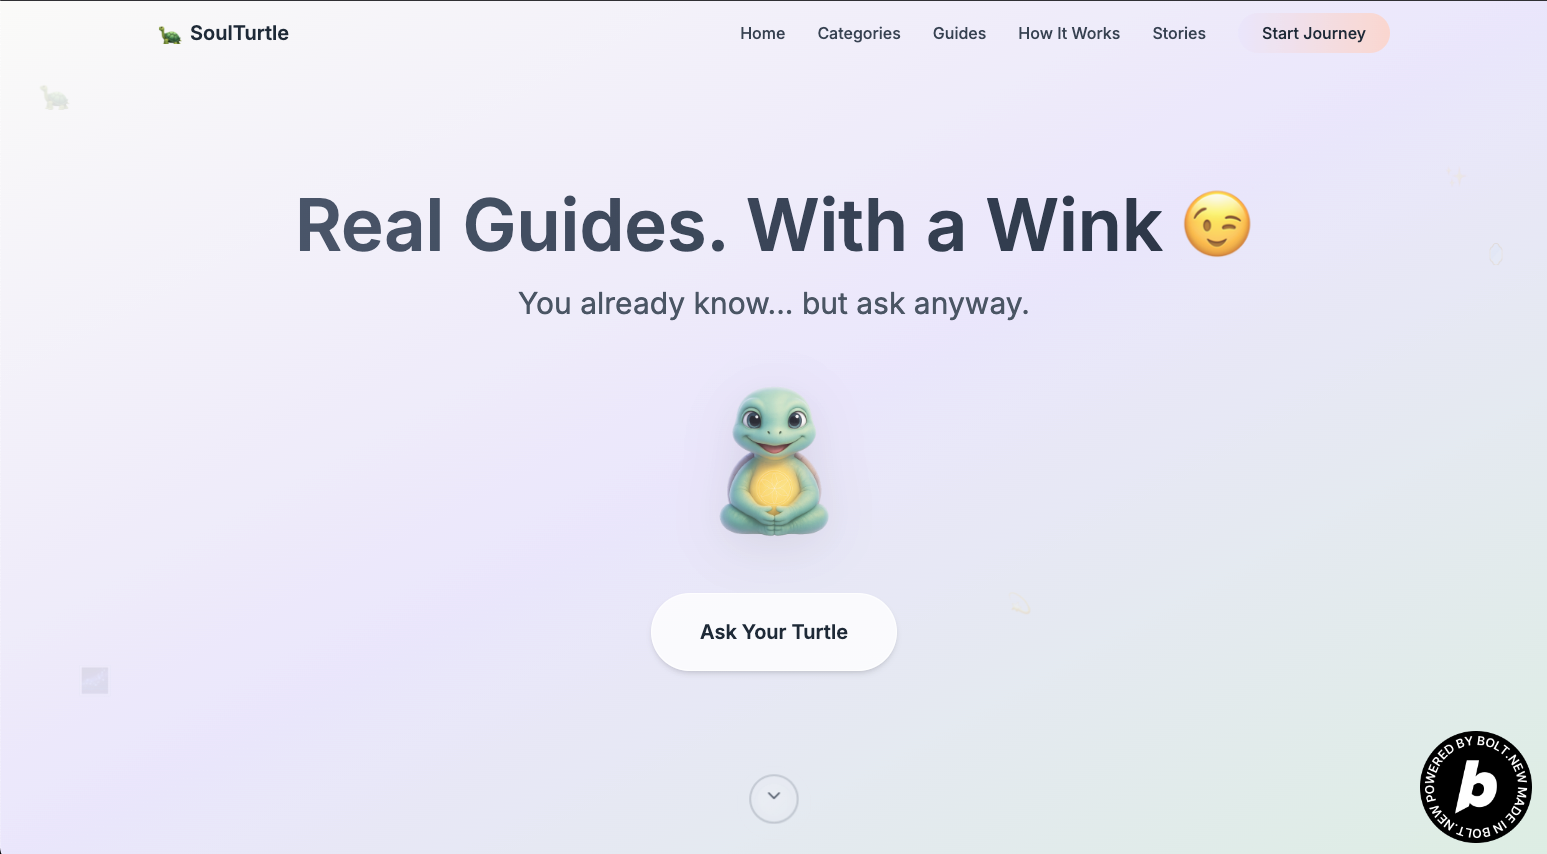 SoulTurtle
Home
Categories
Guides
How It Works
Stories
Start Journey
Real Guides. With a Wink 😉
You already know... but ask anyway.
Ask Your Turtle
POWERED BY BOLT.NEW MADE IN BOLT.NEW
b